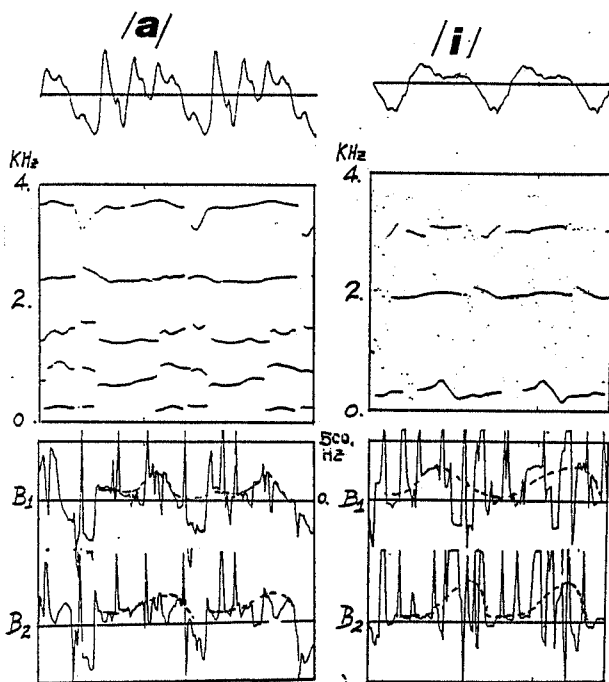 /a/ /i/
KHz KHz
4. 4.
2. 2.
0. 0.
500.
Hz
B1 0. B1
B2 B2